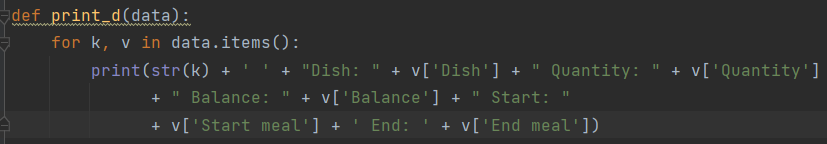 def print_d(data):
for k, v in data.items():
print(str(k) + ' ' + "Dish: " + v['Dish'] + " Quantity: " + v['Quantity']
+ " Balance: " + v['Balance'] + " Start: "
+ v['Start meal'] + ' End: ' + v['End meal'])